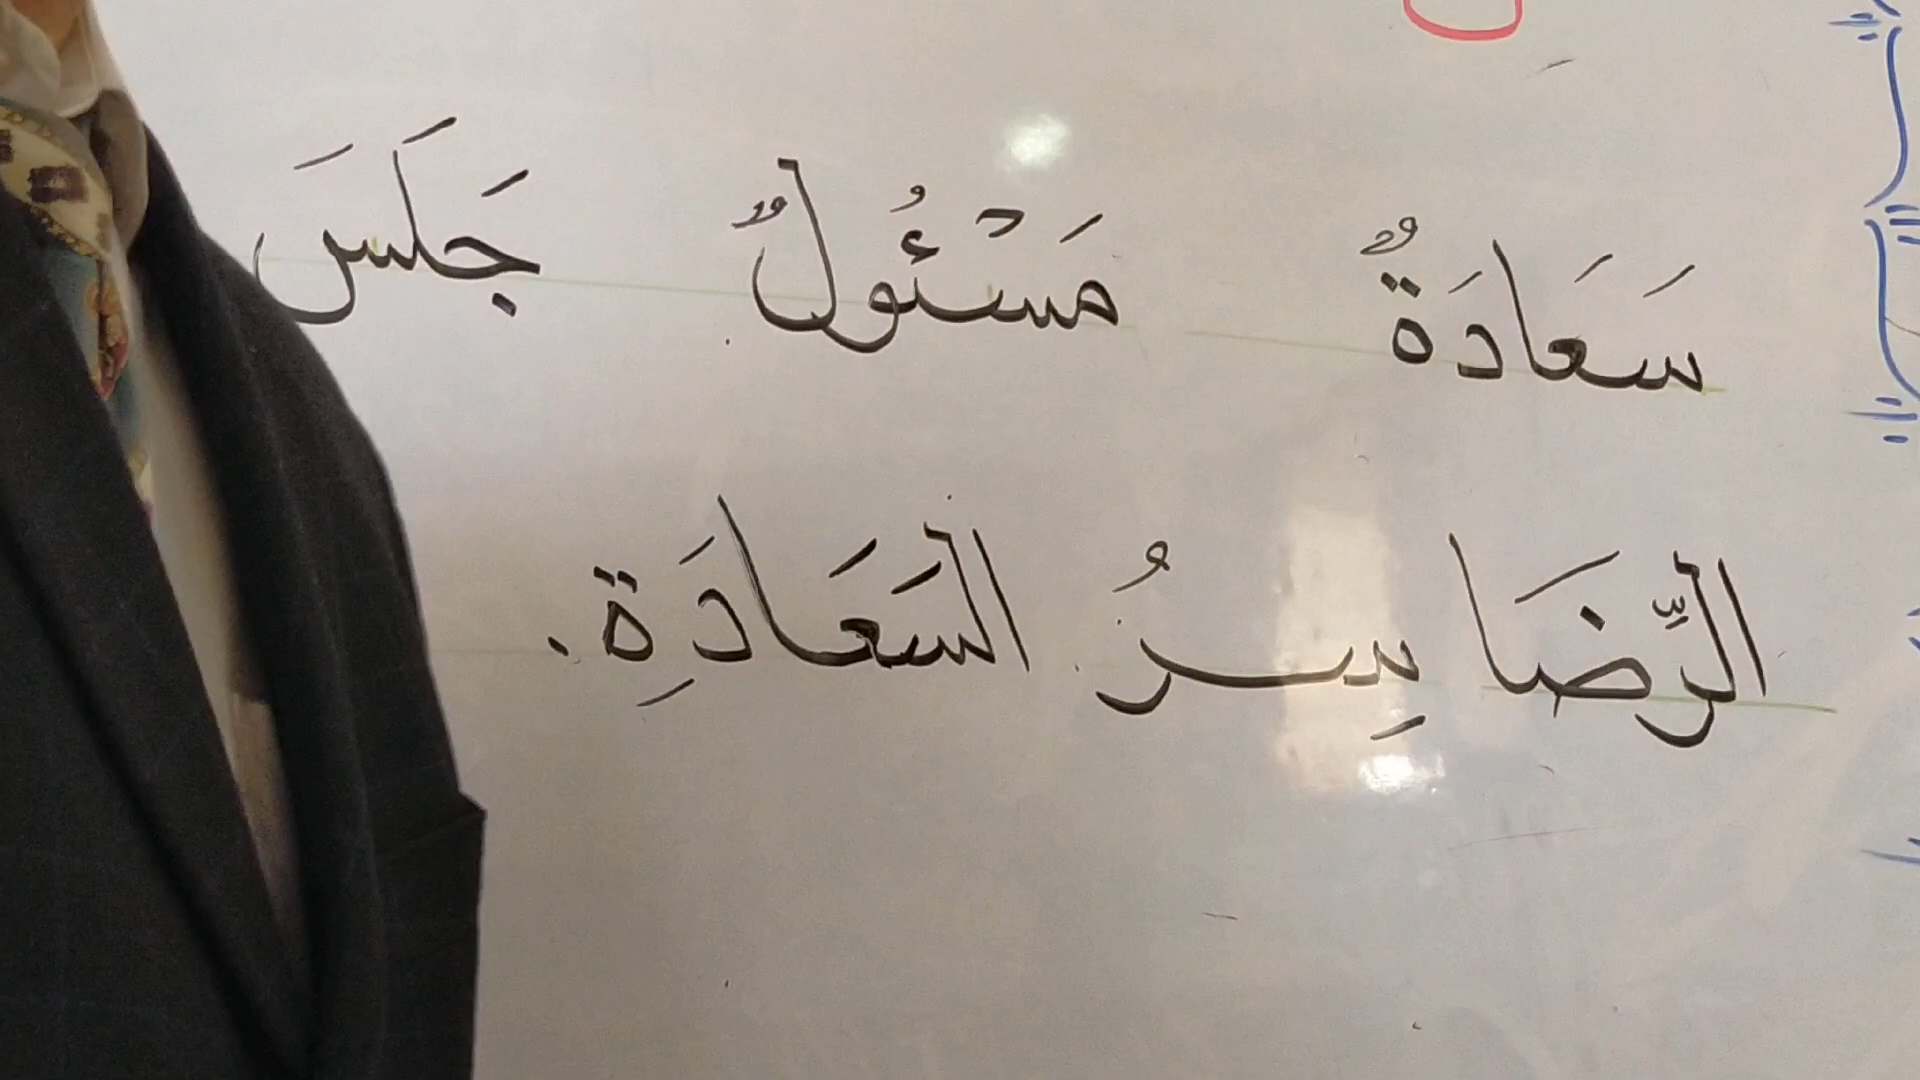 سَعَادَةٌ مَسْئُولٌ جَلَسَ
الرِّضَا سِرُ السَعَادَةِ.